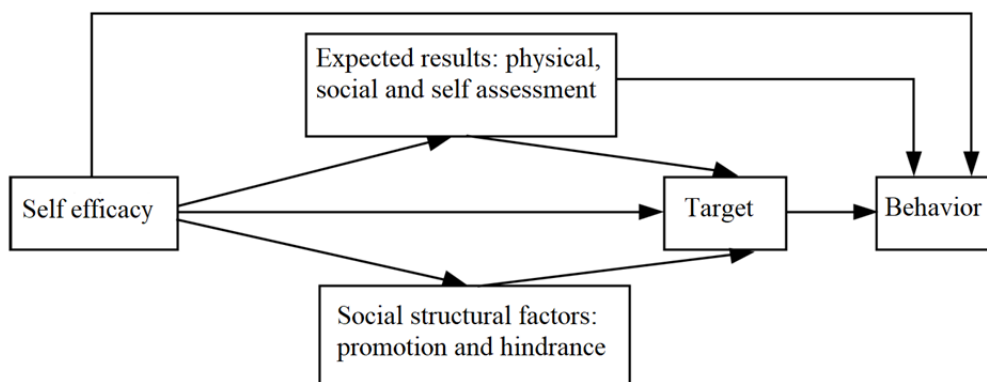 Expected results: physical,
social and self assessment
Self efficacy
Target
Behavior
Social structural factors:
promotion and hindrance